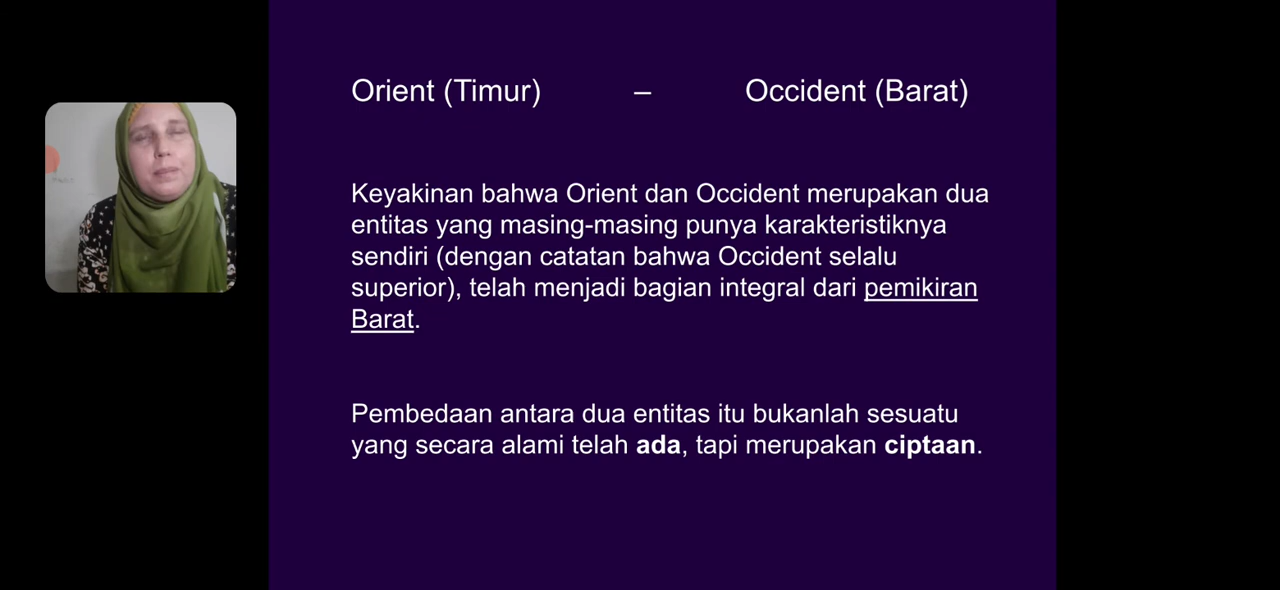 Orient (Timur) – Occident (Barat)
Keyakinan bahwa Orient dan Occident merupakan dua
entitas yang masing-masing punya karakteristiknya
sendiri (dengan catatan bahwa Occident selalu
superior), telah menjadi bagian integral dari pemikiran
Barat.
Pembedaan antara dua entitas itu bukanlah sesuatu
yang secara alami telah ada, tapi merupakan ciptaan.